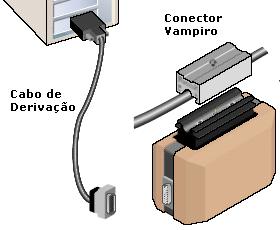 Conector
Vampiro
Cabo de
Derivação